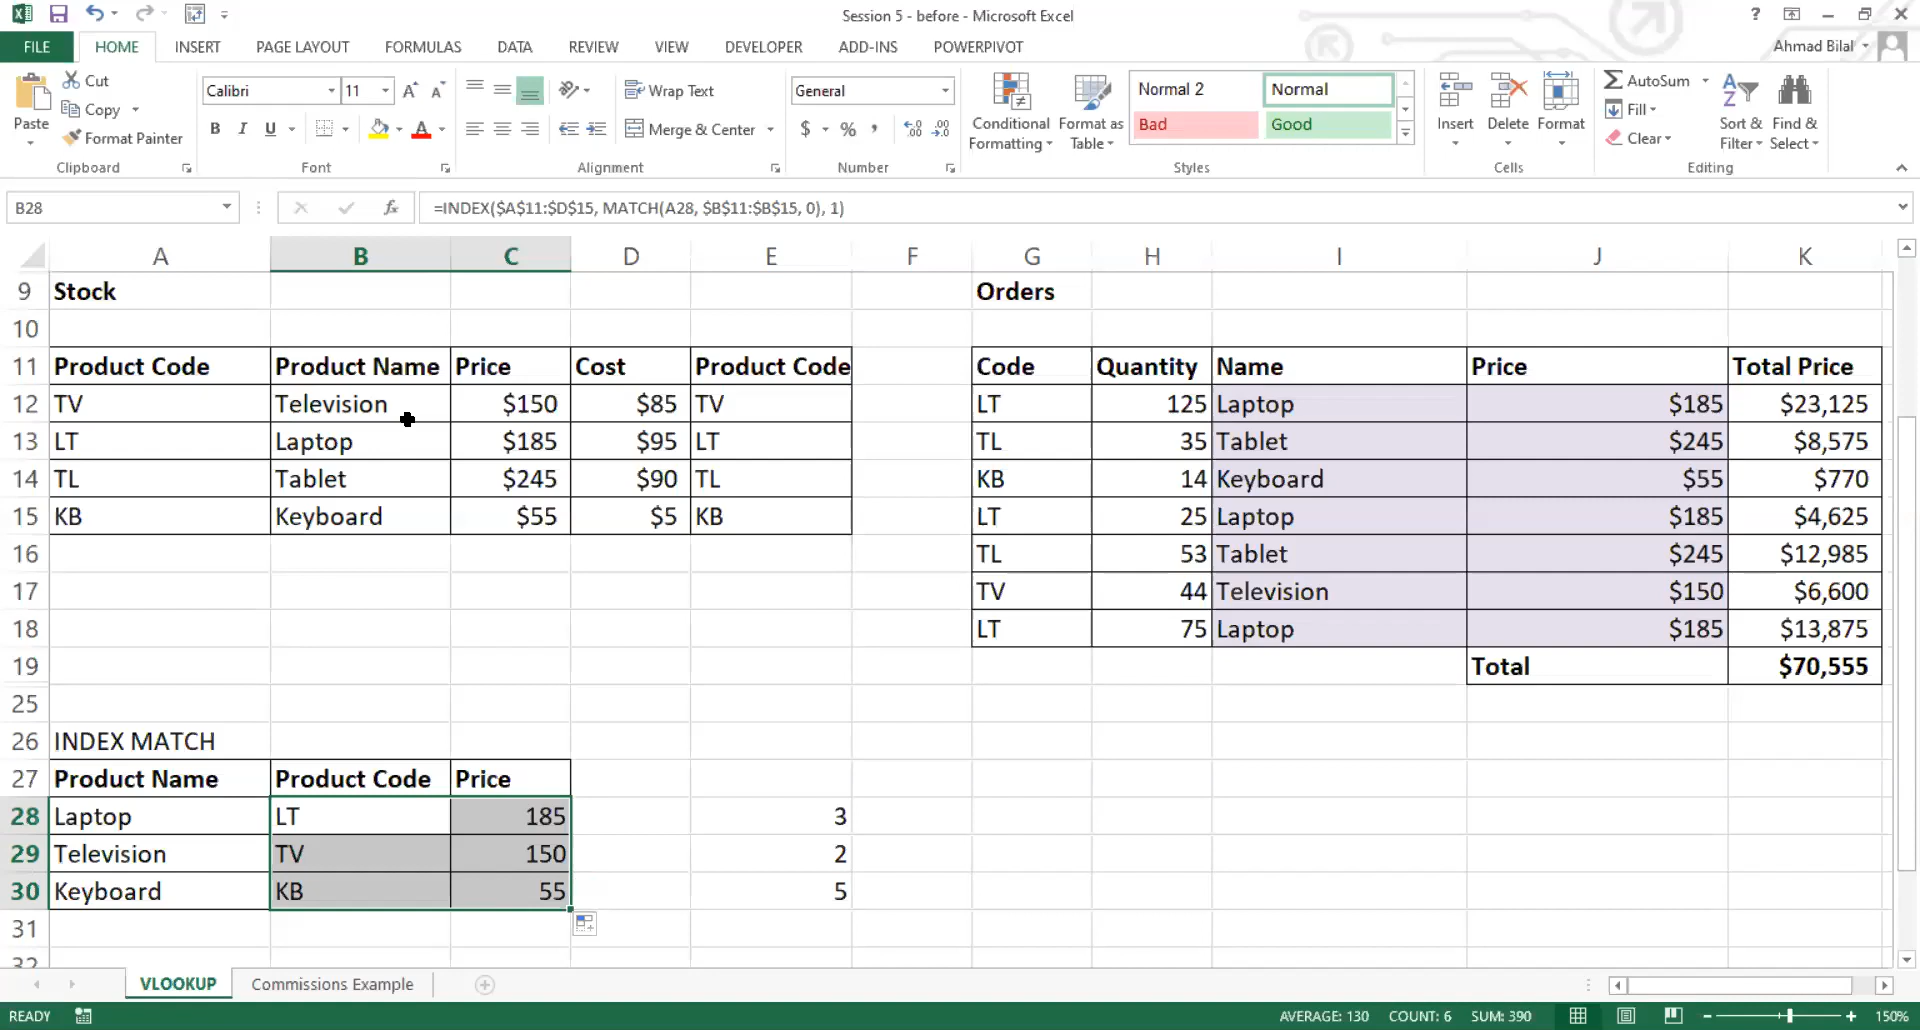 Session 5 - before - Microsoft Excel
?
FILE HOME INSERT PAGE LAYOUT FORMULAS DATA REVIEW VIEW DEVELOPER ADD-INS POWERPIVOT Ahmad Bilal
Paste
Cut
Copy
Format Painter
Clipboard
Calibri 11
B I U
Font
Wrap Text
Merge & Center
Alignment
General
$ % ,
Number
Conditional Formatting
Format as Table
Normal 2 Normal
Bad Good
Styles
Insert Delete Format
Cells
AutoSum
Fill
Clear
Sort & Filter
Find & Select
Editing
B28 fx =INDEX($A$11:$D$15, MATCH(A28, $B$11:$B$15, 0), 1)
A B C D E F G H I J K
9 Stock Orders
10
11 Product Code Product Name Price Cost Product Code Code Quantity Name Price Total Price
12 TV Television $150 $85 TV LT 125 Laptop $185 $23,125
13 LT Laptop $185 $95 LT TL 35 Tablet $245 $8,575
14 TL Tablet $245 $90 TL KB 14 Keyboard $55 $770
15 KB Keyboard $55 $5 KB LT 25 Laptop $185 $4,625
16 TL 53 Tablet $245 $12,985
17 TV 44 Television $150 $6,600
18 LT 75 Laptop $185 $13,875
19 Total $70,555
25
26 INDEX MATCH
27 Product Name Product Code Price
28 Laptop LT 185 3
29 Television TV 150 2
30 Keyboard KB 55 5
31
32
VLOOKUP Commissions Example
READY AVERAGE: 130 COUNT: 6 SUM: 390 150%